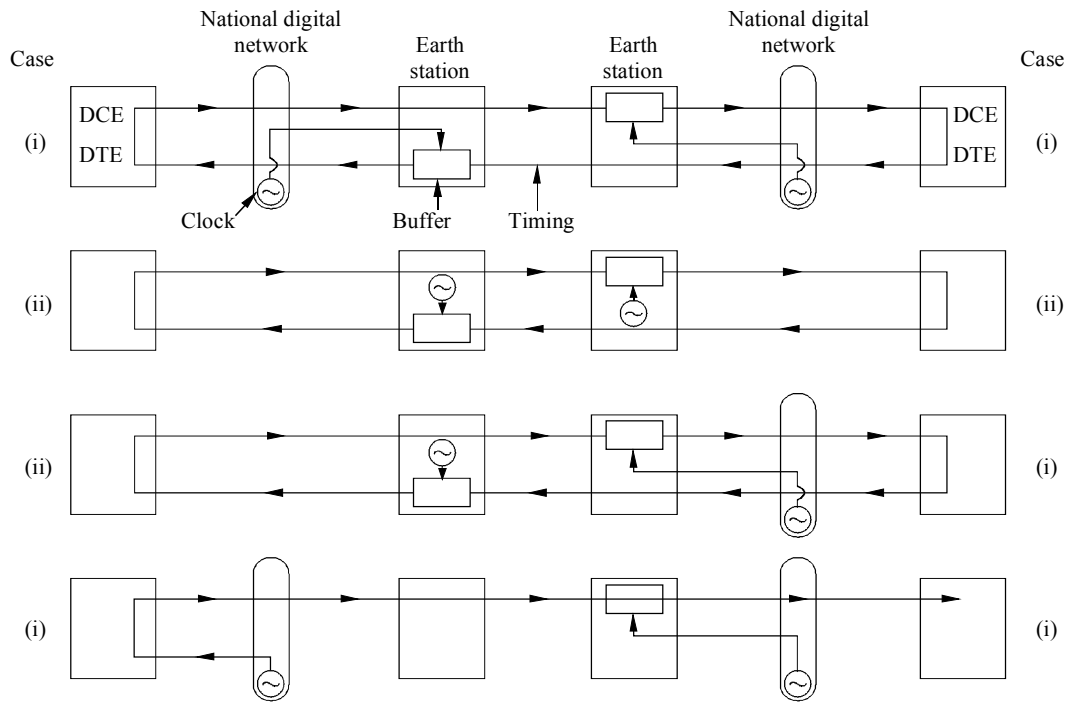 National digital
network
Earth
station
Earth
station
National digital
network
Case
Case
DCE
DTE
(i)
DCE
DTE
(i)
Clock
Buffer
Timing
(ii)
(ii)
(ii)
(i)
(i)
(i)